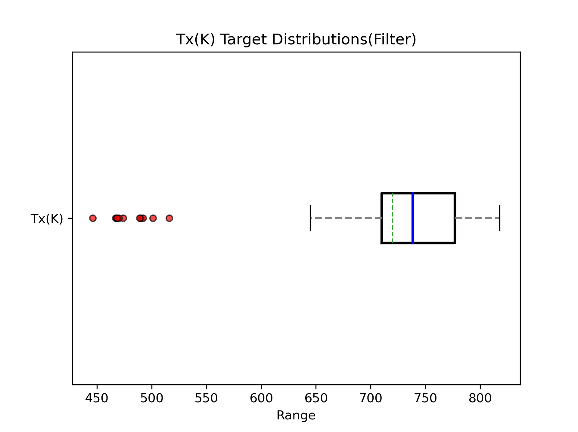 Tx(K) Target Distributions(Filter)
Tx(K)
450 500 550 600 650 700 750 800
Range